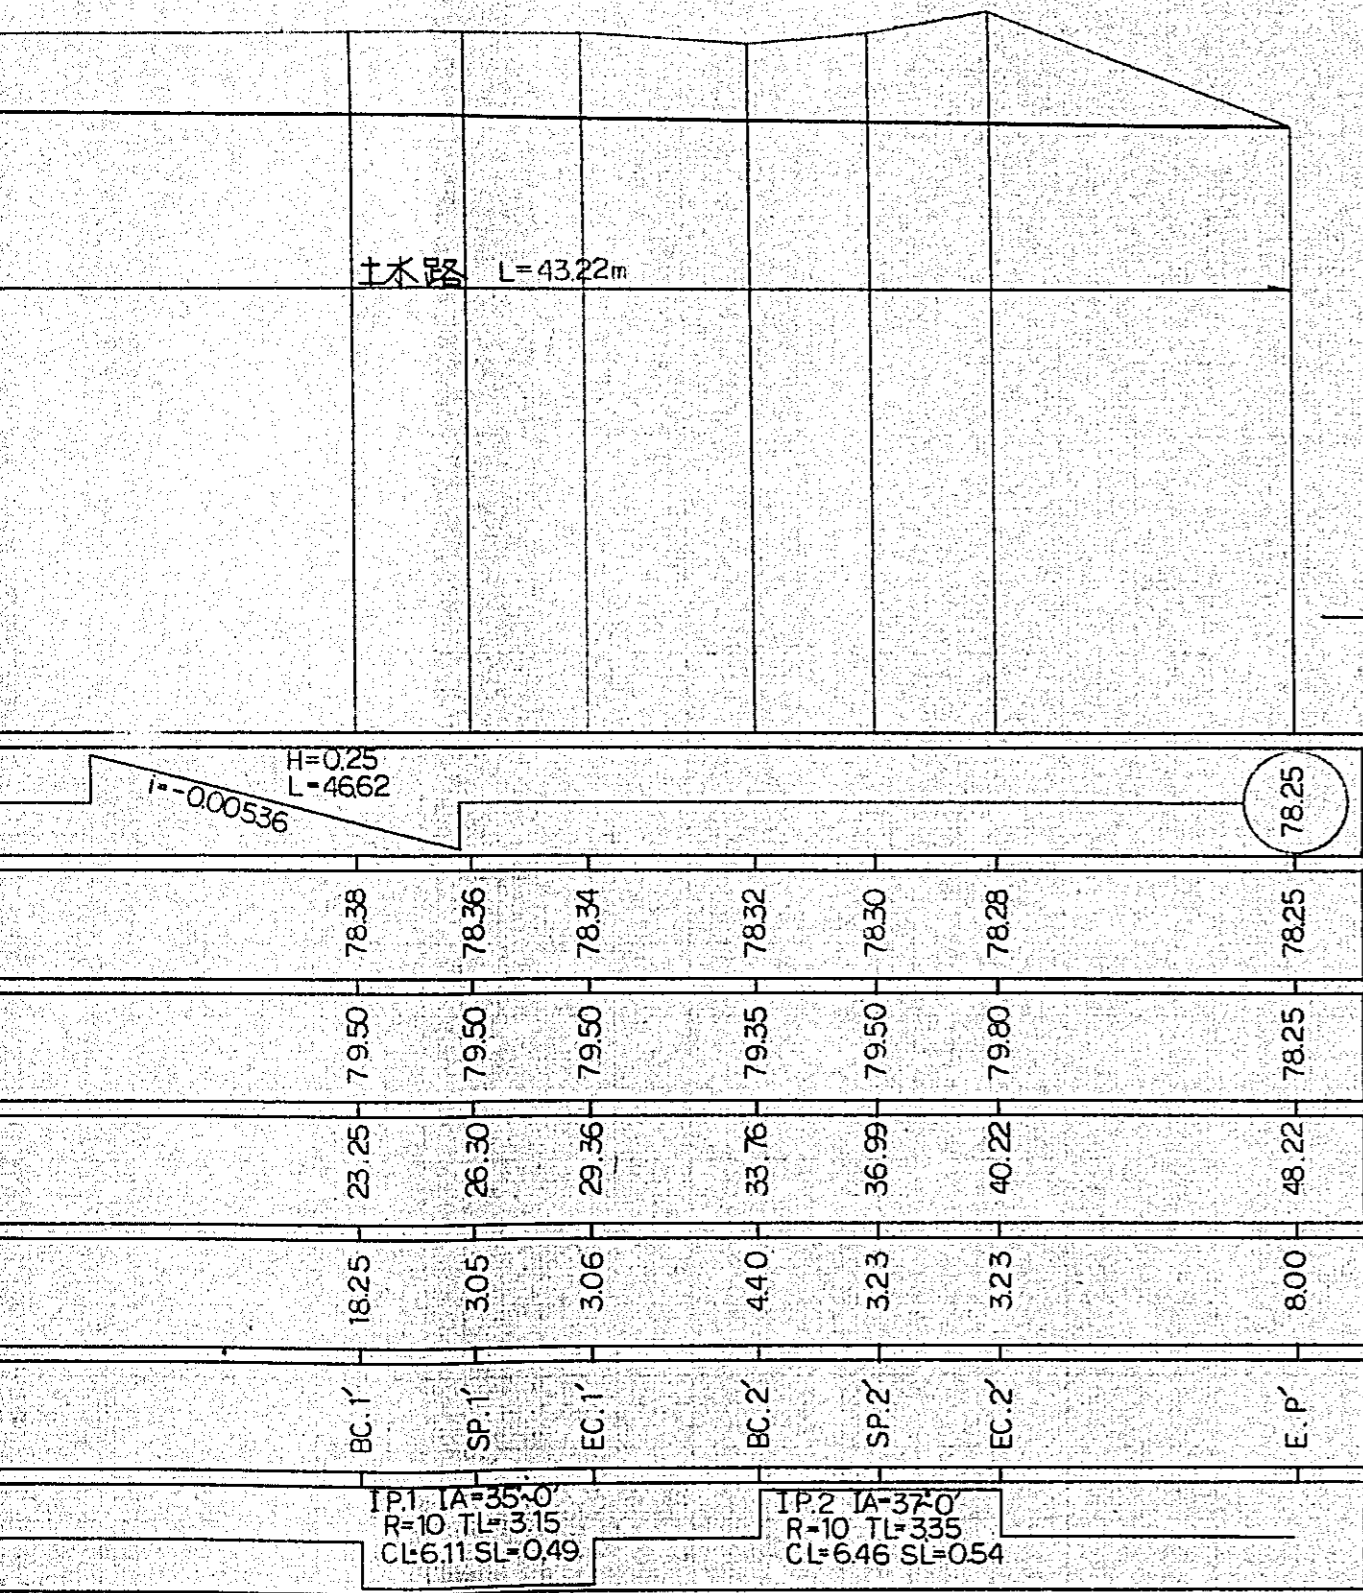 土水路 L=43.22m
H=0.25
L=46.62
i=-0.00536
78.25
78.38 78.36 78.34 78.32 78.30 78.28 78.25
79.50 79.50 79.50 79.35 79.50 79.80 78.25
23.25 26.30 29.36 33.76 36.99 40.22 48.22
18.25 3.05 3.06 4.40 3.23 3.23 8.00
BC.1′ SP.1′ EC.1′ BC.2′ SP.2′ EC.2′ E.P′
IP.1 IA=35°~0′
R=10 TL=3.15
CL=6.11 SL=0.49
IP.2 IA=37°~0′
R=10 TL=3.35
CL=6.46 SL=0.54